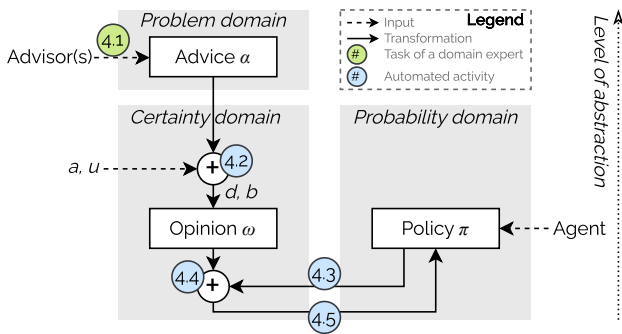 Problem domain
Advisor(s)
4.1
Advice α
Legend
Input
Transformation
# Task of a domain expert
# Automated activity
Level of abstraction
Certainty domain
Probability domain
a, u
+
4.2
d, b
Opinion ω
Policy π
Agent
4.4
+
4.3
4.5